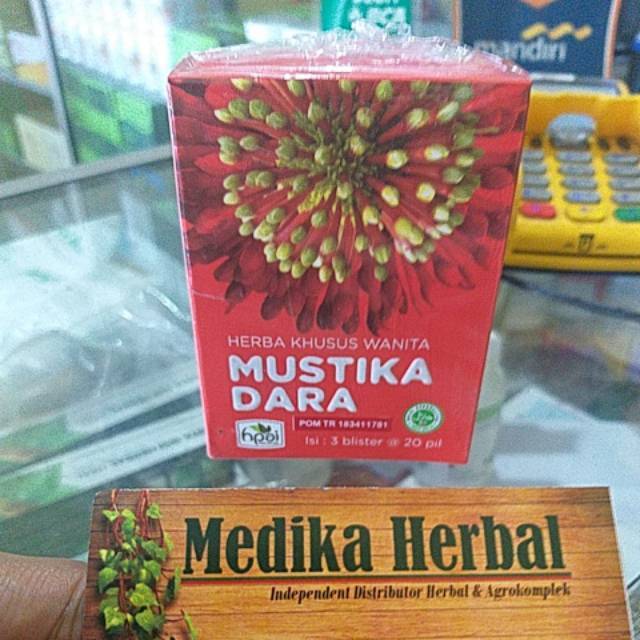 mandiri
HERBA KHUSUS WANITA
MUSTIKA
DARA
hpai
POM TR 183411781
Isi : 3 blister @ 20 pil
Medika Herbal
Independent Distributor Herbal & Agrokomplek